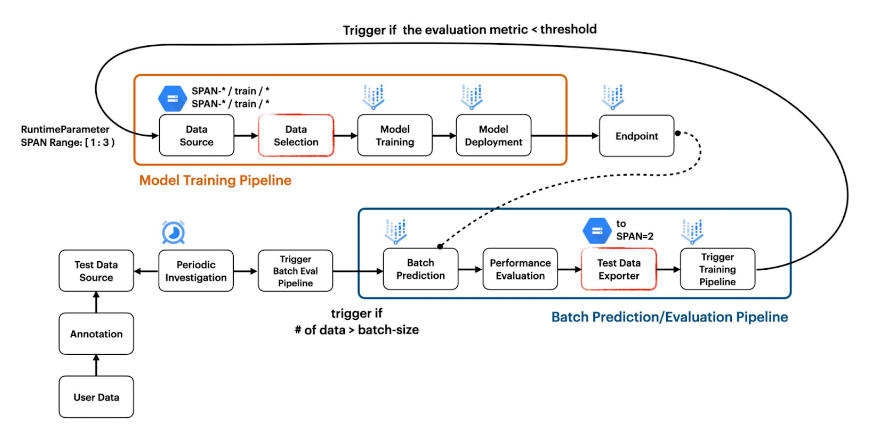 Trigger if the evaluation metric < threshold
SPAN-* / train / *
SPAN-* / train / *
RuntimeParameter
SPAN Range: [ 1 : 3 )
Data
Source
Data
Selection
Model
Training
Model
Deployment
Endpoint
Model Training Pipeline
to
SPAN=2
Test Data
Source
Periodic
Investigation
Trigger
Batch Eval
Pipeline
Batch
Prediction
Performance
Evaluation
Test Data
Exporter
Trigger
Training
Pipeline
trigger if
# of data > batch-size
Batch Prediction/Evaluation Pipeline
Annotation
User Data